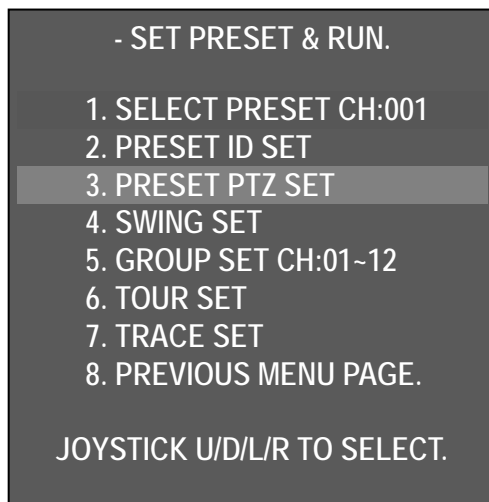 - SET PRESET & RUN.
1. SELECT PRESET CH:001
2. PRESET ID SET
3. PRESET PTZ SET
4. SWING SET
5. GROUP SET CH:01~12
6. TOUR SET
7. TRACE SET
8. PREVIOUS MENU PAGE.
JOYSTICK U/D/L/R TO SELECT.